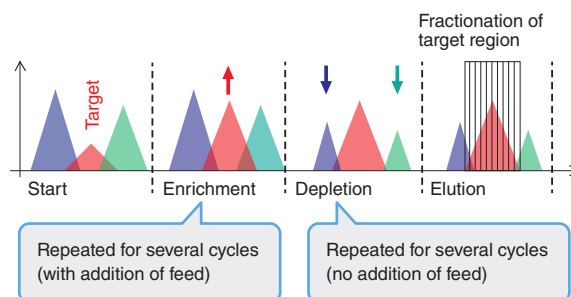 Fractionation of
target region
Target
Start
Enrichment
Depletion
Elution
Repeated for several cycles
(with addition of feed)
Repeated for several cycles
(no addition of feed)